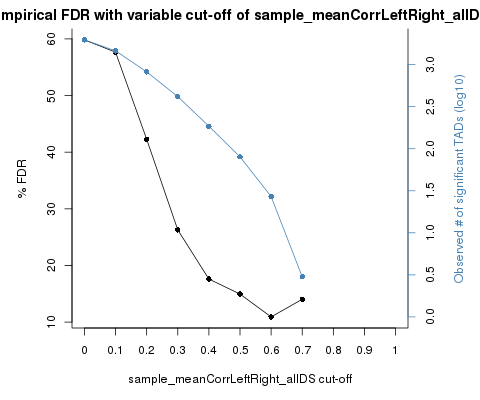 mpirical FDR with variable cut-off of sample_meanCorrLeftRight_allD
60
50
40
30
20
10
% FDR
3.0
2.5
2.0
1.5
1.0
0.5
0.0
Observed # of significant TADs (log10)
0 0.1 0.2 0.3 0.4 0.5 0.6 0.7 0.8 0.9 1
sample_meanCorrLeftRight_allDS cut-off